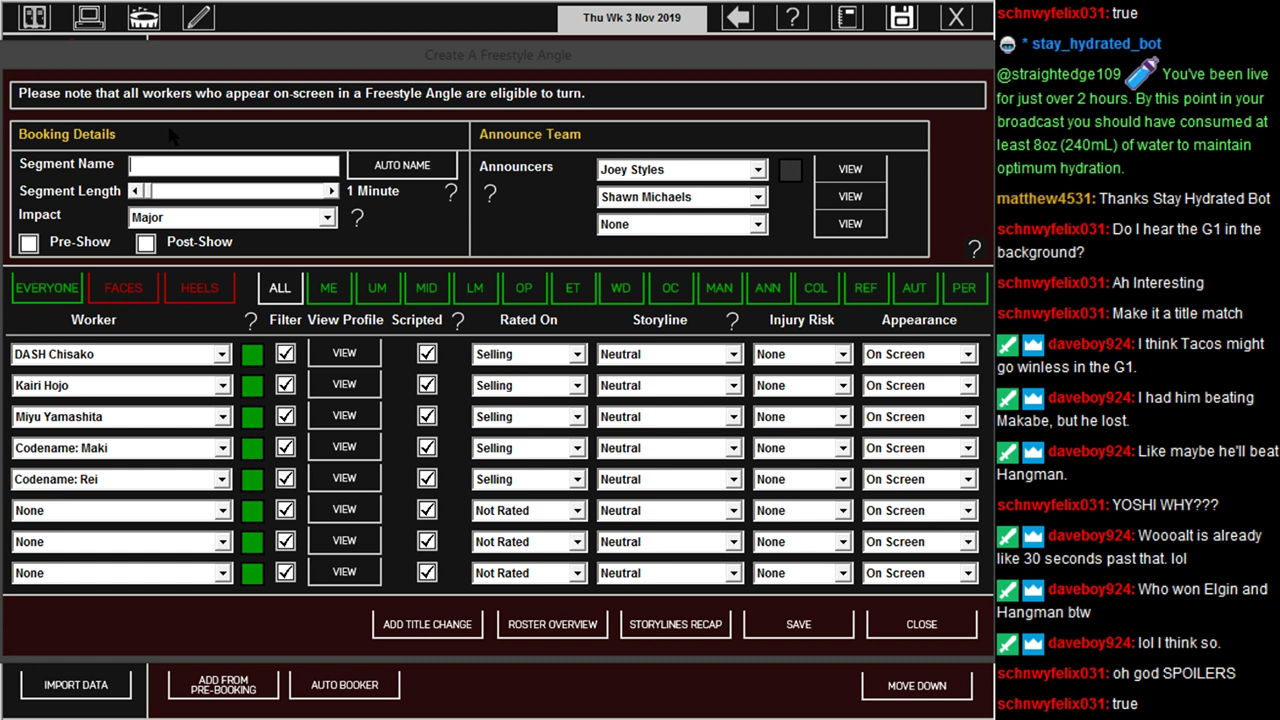 Thu Wk 3 Nov 2019
?
X
Create A Freestyle Angle
Please note that all workers who appear on-screen in a Freestyle Angle are eligible to turn.
Booking Details
Segment Name
AUTO NAME
Segment Length
1 Minute
?
Impact
Major
?
Pre-Show
Post-Show
Announce Team
Announcers
?
Joey Styles
VIEW
Shawn Michaels
VIEW
None
VIEW
?
EVERYONE FACES HEELS ALL ME UM MID LM OP ET WD OC MAN ANN COL REF AUT PER
Worker ? Filter View Profile Scripted ? Rated On Storyline ? Injury Risk Appearance
DASH Chisako VIEW Selling Neutral None On Screen
Kairi Hojo VIEW Selling Neutral None On Screen
Miyu Yamashita VIEW Selling Neutral None On Screen
Codename: Maki VIEW Selling Neutral None On Screen
Codename: Rei VIEW Selling Neutral None On Screen
None VIEW Not Rated Neutral None On Screen
None VIEW Not Rated Neutral None On Screen
None VIEW Not Rated Neutral None On Screen
ADD TITLE CHANGE ROSTER OVERVIEW STORYLINES RECAP SAVE CLOSE
IMPORT DATA
ADD FROM
PRE-BOOKING
AUTO BOOKER
MOVE DOWN
schnwyfelix031: true
* stay_hydrated_bot
@straightedge109 You've been live
for just over 2 hours. By this point in your
broadcast you should have consumed at
least 8oz (240mL) of water to maintain
optimum hydration.
matthew4531: Thanks Stay Hydrated Bot
schnwyfelix031: Do I hear the G1 in the
background?
schnwyfelix031: Ah Interesting
schnwyfelix031: Make it a title match
daveboy924: I think Tacos might
go winless in the G1.
daveboy924: I had him beating
Makabe, but he lost.
daveboy924: Like maybe he'll beat
Hangman.
schnwyfelix031: YOSHI WHY???
daveboy924: Woooalt is already
like 30 seconds past that. lol
daveboy924: Who won Elgin and
Hangman btw
daveboy924: lol I think so.
schnwyfelix031: oh god SPOILERS
schnwyfelix031: true